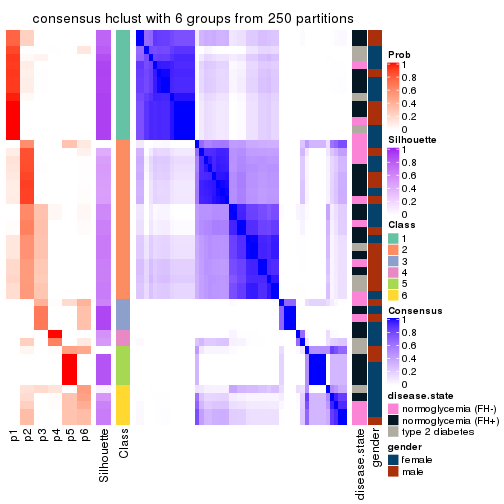 consensus hclust with 6 groups from 250 partitions
Prob
1
0.8
0.6
0.4
0.2
0
Silhouette
1
0.8
0.6
0.4
0.2
0
Class
1
2
3
4
5
6
Consensus
1
0.8
0.6
0.4
0.2
0
disease.state
normoglycemia (FH-)
normoglycemia (FH+)
type 2 diabetes
gender
female
male
p1
p2
p3
p4
p5
p6
Silhouette
Class
disease.state
gender